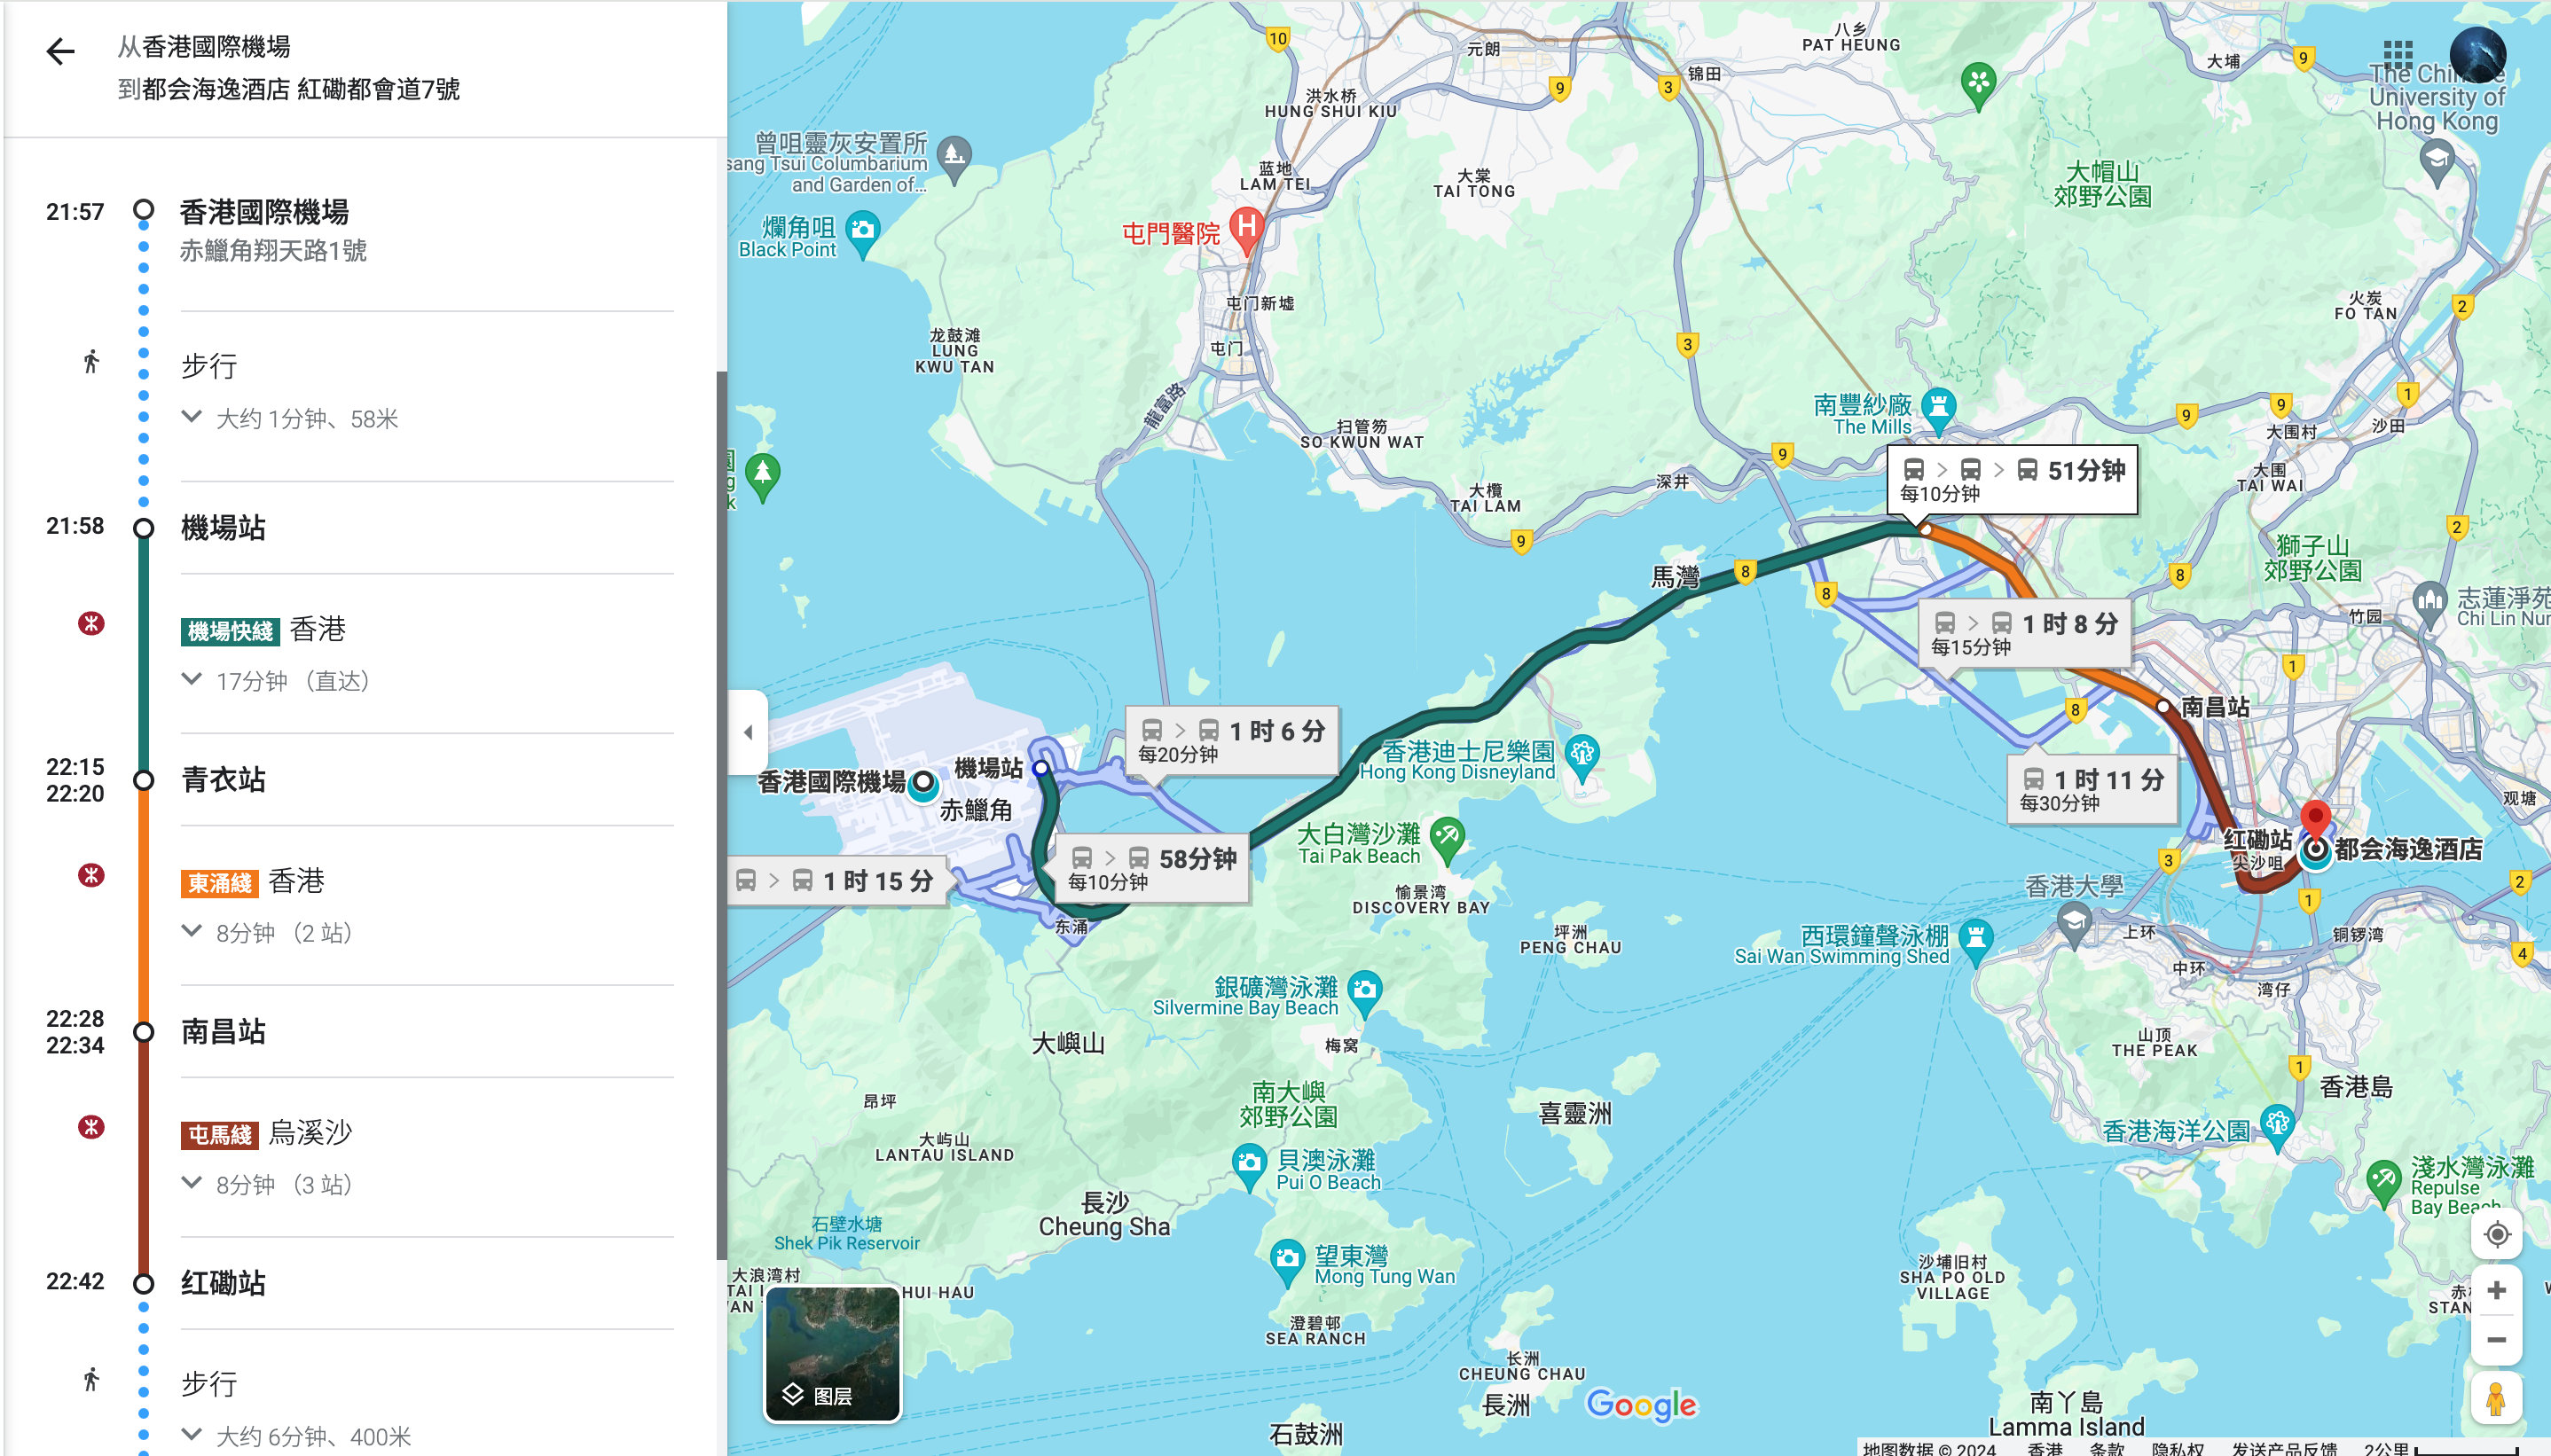 从香港國際機場
到都会海逸酒店 紅磡都會道7號
21:57
香港國際機場
赤鱲角翔天路1號
步行
大约 1分钟、58米
21:58
機場站
機場快綫 香港
17分钟 （直达）
22:15
22:20
青衣站
東涌綫 香港
8分钟 （2 站）
22:28
22:34
南昌站
屯馬綫 烏溪沙
8分钟 （3 站）
22:42
红磡站
步行
大约 6分钟、400米
10
元朗
八乡
PAT HEUNG
锦田
大埔
9
The Chinese
University of
Hong Kong
9
3
洪水桥
HUNG SHUI KIU
曾咀靈灰安置所
sang Tsui Columbarium
and Garden of…
蓝地
LAM TEI
大棠
TAI TONG
大帽山
郊野公園
爛角咀
Black Point
屯門醫院
H
屯门新墟
火炭
FO TAN
2
龙鼓滩
LUNG
KWU TAN
屯门
3
龍富路
南豐紗廠
The Mills
扫管笏
SO KWUN WAT
9
9
1
大围村
沙田
9
深井
大欖
TAI LAM
51分钟
每10分钟
大围
TAI WAI
9
2
獅子山
郊野公園
馬灣
8
8
8
志蓮淨苑
Chi Lin Nun
竹园
1 时 8 分
每15分钟
1
南昌站
8
1 时 6 分
每20分钟
香港迪士尼樂園
Hong Kong Disneyland
機場站
香港國際機場
赤鱲角
1 时 11 分
每30分钟
观塘
大白灣沙灘
Tai Pak Beach
红磡站
尖沙咀
都会海逸酒店
3
58分钟
每10分钟
1 时 15 分
东涌
愉景湾
DISCOVERY BAY
香港大學
1
2
坪洲
PENG CHAU
西環鐘聲泳棚
Sai Wan Swimming Shed
上环
铜锣湾
4
中环
湾仔
銀礦灣泳灘
Silvermine Bay Beach
大嶼山
梅窝
山顶
THE PEAK
1
香港島
南大嶼
郊野公園
昂坪
喜靈洲
香港海洋公園
大屿山
LANTAU ISLAND
貝澳泳灘
Pui O Beach
淺水灣泳灘
Repulse
Bay Beach
長沙
Cheung Sha
石壁水塘
Shek Pik Reservoir
望東灣
Mong Tung Wan
沙埔旧村
SHA PO OLD
VILLAGE
大浪湾村
HUI HAU
STAN
澄碧邨
SEA RANCH
长洲
CHEUNG CHAU
長洲
图层
Google
南丫島
Lamma Island
石鼓洲
地图数据 © 2024 香港 条款 隐私权 发送产品反馈 2公里